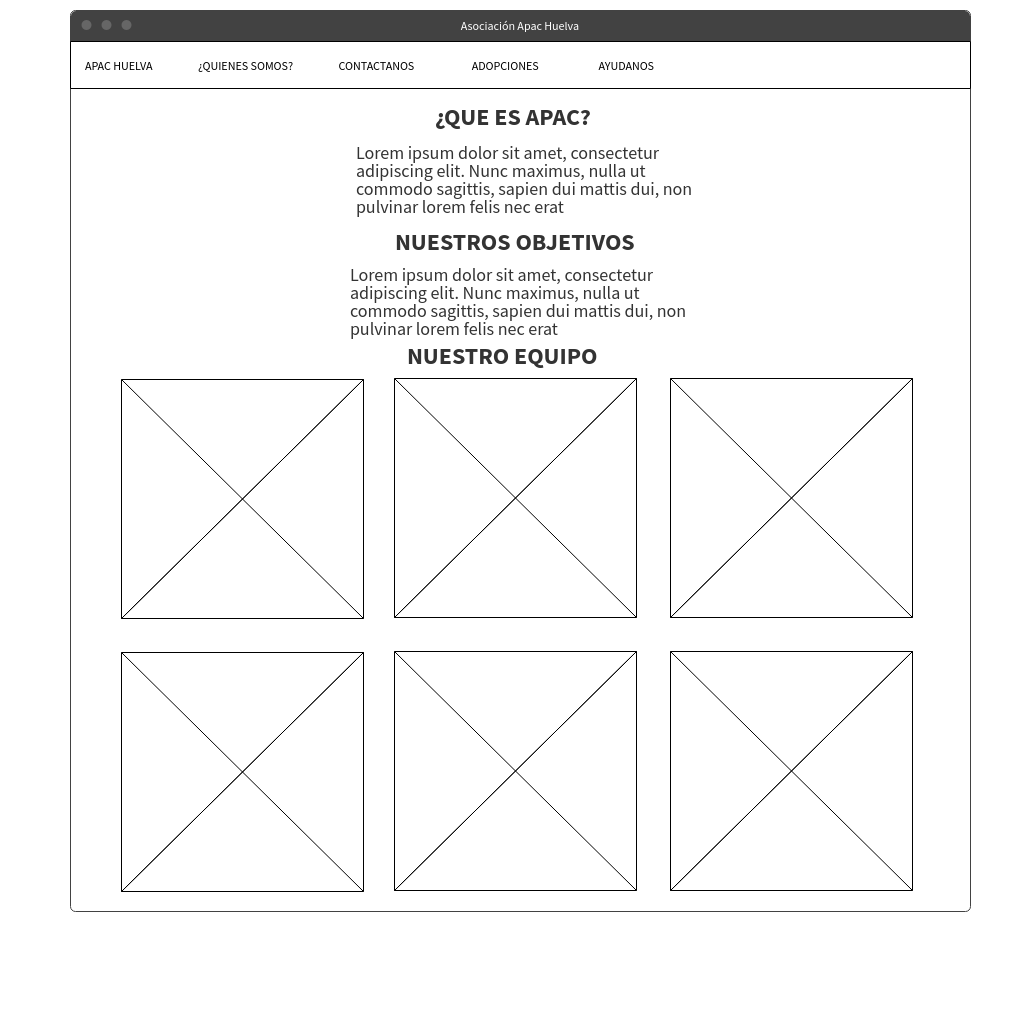 Asociación Apac Huelva
APAC HUELVA ¿QUIENES SOMOS? CONTACTANOS ADOPCIONES AYUDANOS
¿QUE ES APAC?
Lorem ipsum dolor sit amet, consectetur
adipiscing elit. Nunc maximus, nulla ut
commodo sagittis, sapien dui mattis dui, non
pulvinar lorem felis nec erat
NUESTROS OBJETIVOS
Lorem ipsum dolor sit amet, consectetur
adipiscing elit. Nunc maximus, nulla ut
commodo sagittis, sapien dui mattis dui, non
pulvinar lorem felis nec erat
NUESTRO EQUIPO